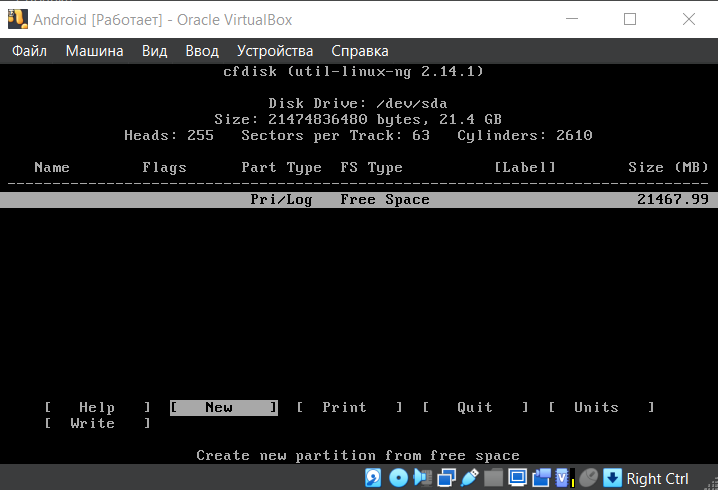 Android [Работает] - Oracle VirtualBox
Файл Машина Вид Ввод Устройства Справка
cfdisk (util-linux-ng 2.14.1)
Disk Drive: /dev/sda
Size: 21474836480 bytes, 21.4 GB
Heads: 255 Sectors per Track: 63 Cylinders: 2610
Name Flags Part Type FS Type [Label] Size (MB)
Pri/Log Free Space 21467.99
[ Help ] [ New ] [ Print ] [ Quit ] [ Units ]
[ Write ]
Create new partition from free space
Right Ctrl